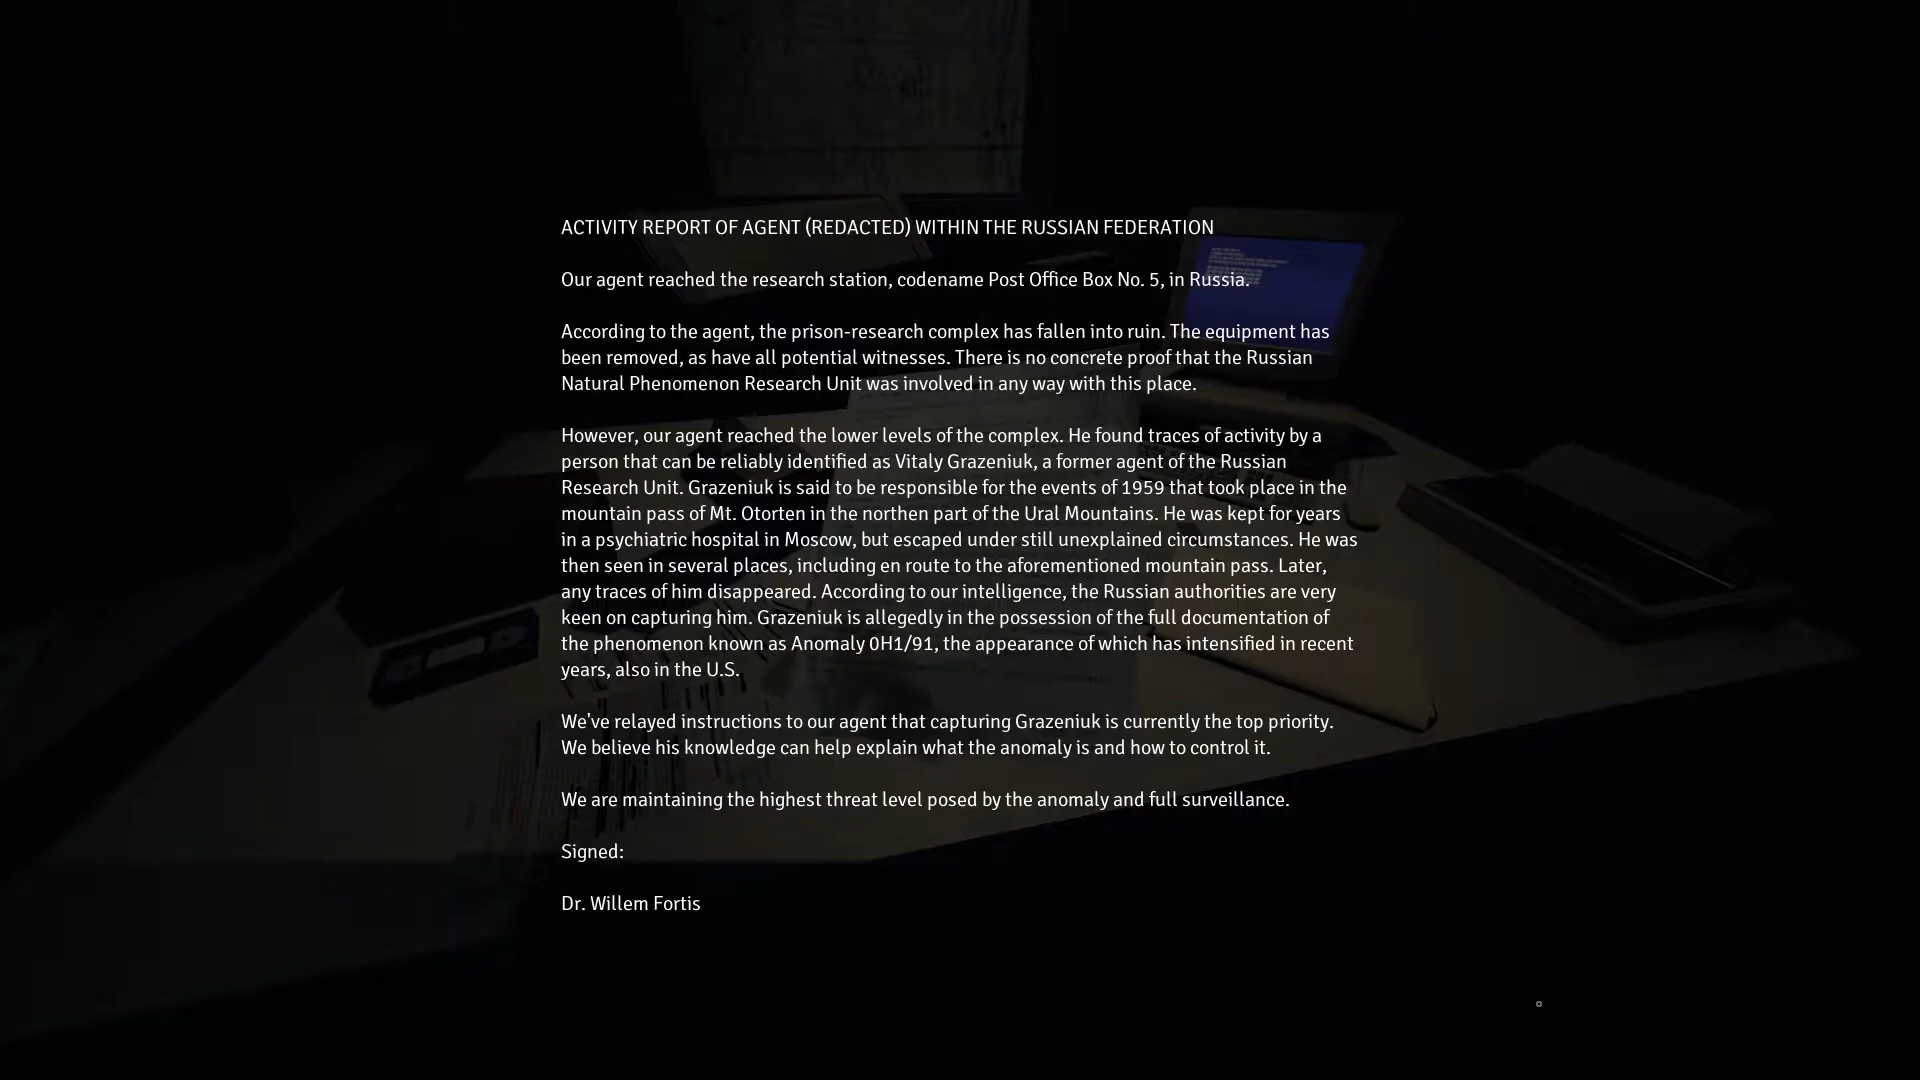 ACTIVITY REPORT OF AGENT (REDACTED) WITHIN THE RUSSIAN FEDERATION
Our agent reached the research station, codename Post Office Box No. 5, in Russia.
According to the agent, the prison-research complex has fallen into ruin. The equipment has
been removed, as have all potential witnesses. There is no concrete proof that the Russian
Natural Phenomenon Research Unit was involved in any way with this place.
However, our agent reached the lower levels of the complex. He found traces of activity by a
person that can be reliably identified as Vitaly Grazeniuk, a former agent of the Russian
Research Unit. Grazeniuk is said to be responsible for the events of 1959 that took place in the
mountain pass of Mt. Otorten in the northen part of the Ural Mountains. He was kept for years
in a psychiatric hospital in Moscow, but escaped under still unexplained circumstances. He was
then seen in several places, including en route to the aforementioned mountain pass. Later,
any traces of him disappeared. According to our intelligence, the Russian authorities are very
keen on capturing him. Grazeniuk is allegedly in the possession of the full documentation of
the phenomenon known as Anomaly 0H1/91, the appearance of which has intensified in recent
years, also in the U.S.
We've relayed instructions to our agent that capturing Grazeniuk is currently the top priority.
We believe his knowledge can help explain what the anomaly is and how to control it.
We are maintaining the highest threat level posed by the anomaly and full surveillance.
Signed:
Dr. Willem Fortis